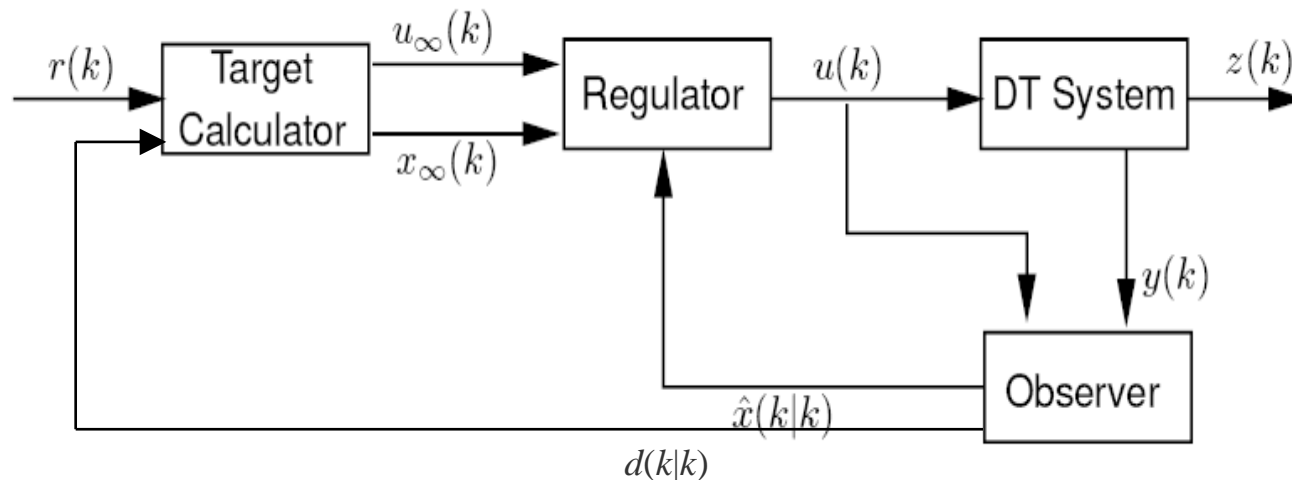 r(k)
Target
Calculator
u∞(k)
x∞(k)
Regulator
u(k)
DT System
z(k)
y(k)
Observer
x̂(k|k)
d(k|k)